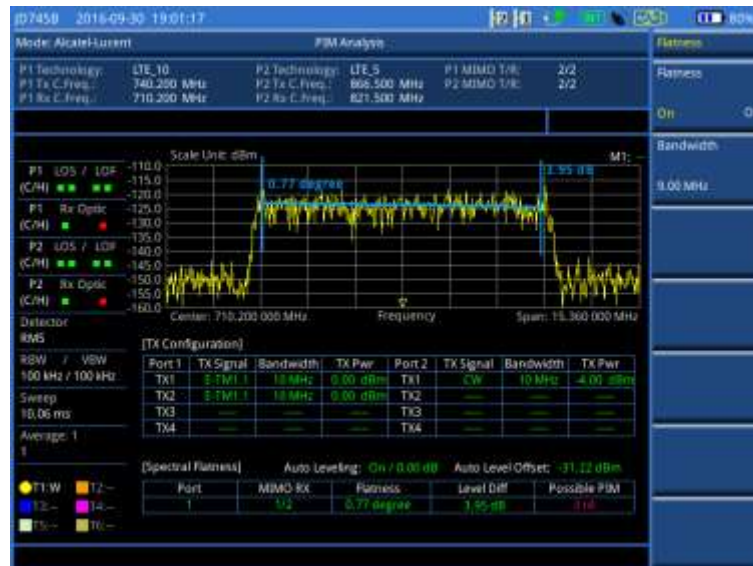 JD745B 2016-09-30 19:01:17 INT 80%
Mode: Alcatel-Lucent PIM Analysis Flatness
P1 Technology: LTE_10 P2 Technology: LTE_5 P1 MIMO T/R: 2/2
P1 Tx C.Freq.: 740.200 MHz P2 Tx C.Freq.: 866.500 MHz P2 MIMO T/R: 2/2
P1 Rx C.Freq.: 710.200 MHz P2 Rx C.Freq.: 821.500 MHz
Flatness
On O
Bandwidth
9.00 MHz
Scale Unit: dBm M1: --
0.77 degree 3.95 dB
-110.0
-115.0
-120.0
-125.0
-130.0
-135.0
-140.0
-145.0
-150.0
-155.0
-160.0
P1 LOS / LOF
(C/H)
P1 Rx Optic
(C/H)
P2 LOS / LOF
(C/H)
P2 Rx Optic
(C/H)
Center: 710.200 000 MHz Frequency Span: 15.360 000 MHz
Detector
RMS
RBW / VBW
100 kHz / 100 kHz
Sweep
10.06 ms
Average: 1
1
T1:W T2:--
T3:-- T4:--
T5:-- T6:--
[TX Configuration]
Port 1 TX Signal Bandwidth TX Pwr Port 2 TX Signal Bandwidth TX Pwr
TX1 E-TM1.1 10 MHz 0.00 dBm TX1 CW 10 MHz -4.00 dBm
TX2 E-TM1.1 10 MHz 0.00 dBm TX2 ---- ---- ----
TX3 ---- ---- ---- TX3 ---- ---- ----
TX4 ---- ---- ---- TX4 ---- ---- ----
[Spectral Flatness] Auto Leveling: On / 0.00 dB Auto Level Offset: -31.22 dBm
Port MIMO RX Flatness Level Diff Possible PIM
1 1/2 0.77 degree 3.95 dB